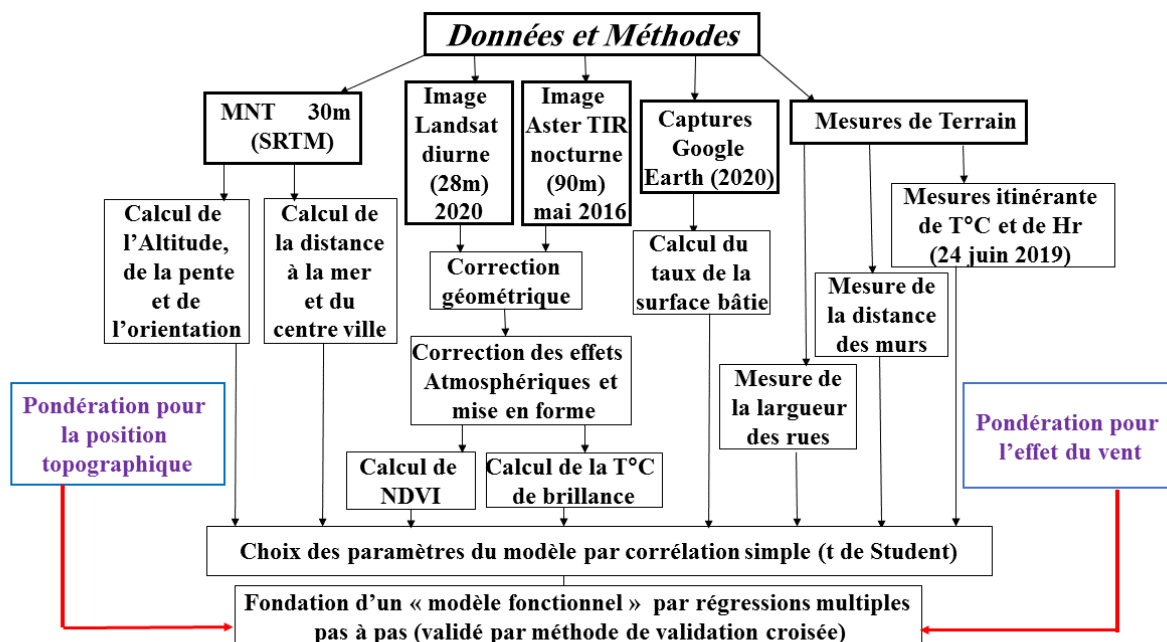 Données et Méthodes
MNT 30m
(SRTM)
Image
Landsat
diurne
(28m)
2020
Image
Aster TIR
nocturne
(90m)
mai 2016
Captures
Google
Earth (2020)
Mesures de Terrain
Calcul de
l'Altitude,
de la pente
et de
l'orientation
Calcul de
la distance
à la mer
et du
centre ville
Correction
géométrique
Calcul du
taux de la
surface bâtie
Mesures itinérante
de T°C et de Hr
(24 juin 2019)
Mesure de
la distance
des murs
Correction des effets
Atmosphériques et
mise en forme
Mesure de
la largueur
des rues
Pondération pour
la position
topographique
Pondération pour
l'effet du vent
Calcul de
NDVI
Calcul de la T°C
de brillance
Choix des paramètres du modèle par corrélation simple (t de Student)
Fondation d'un « modèle fonctionnel » par régressions multiples
pas à pas (validé par méthode de validation croisée)